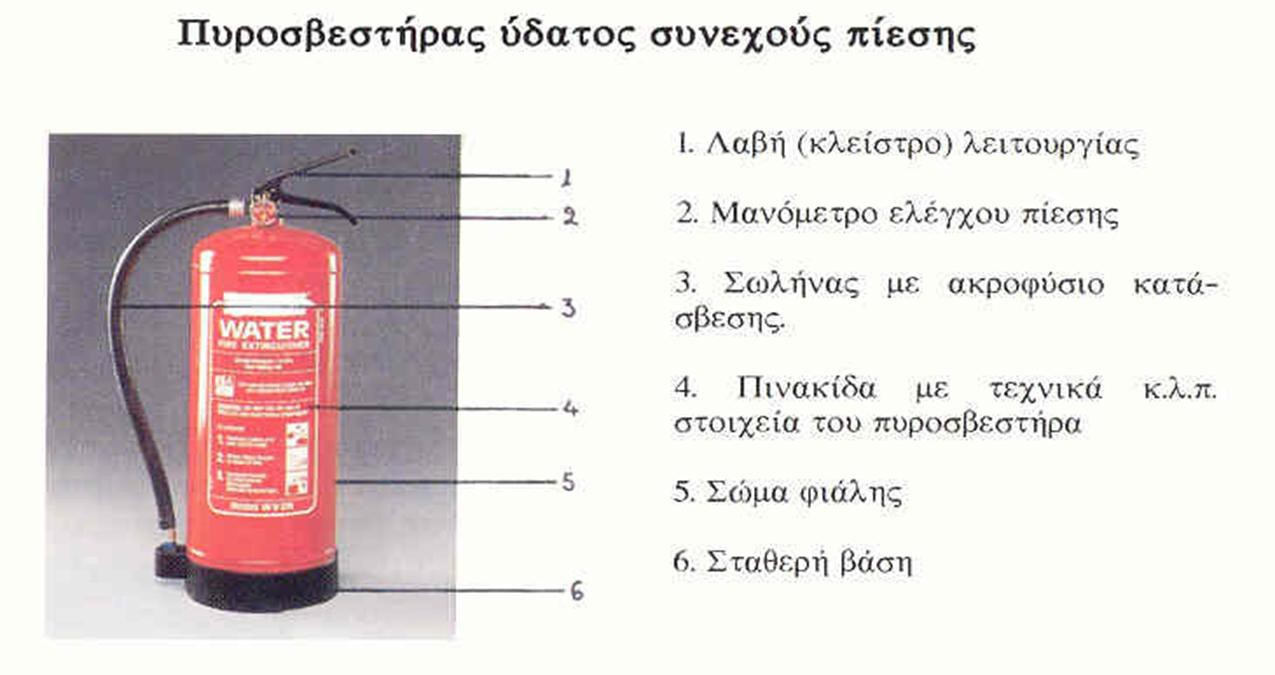 Πυροσβεστήρας ύδατος συνεχούς πίεσης
1. Λαβή (κλείστρο) λειτουργίας
2. Μανόμετρο ελέγχου πίεσης
3. Σωλήνας με ακροφύσιο κατά-
σβεσης.
4. Πινακίδα με τεχνικά κ.λ.π.
στοιχεία του πυροσβεστήρα
5. Σώμα φιάλης
6. Σταθερή βάση
1
2
3
4
5
6
WATER
FIRE EXTINGUISHER